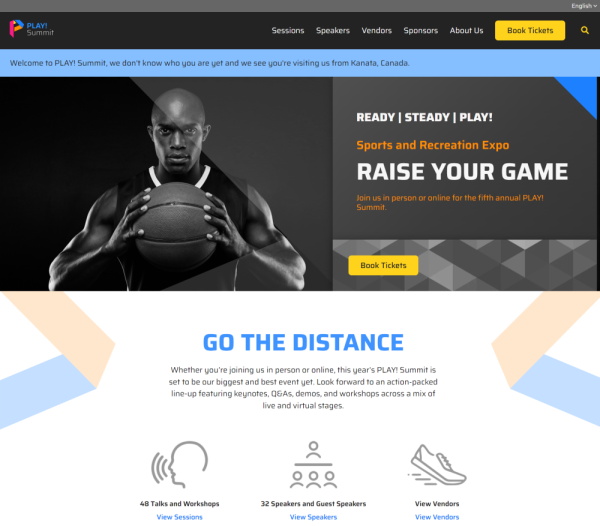 English
PLAY!
Summit
Sessions Speakers Vendors Sponsors About Us Book Tickets
Welcome to PLAY! Summit, we don't know who you are yet and we see you're visiting us from Kanata, Canada.
READY | STEADY | PLAY!
Sports and Recreation Expo
RAISE YOUR GAME
Join us in person or online for the fifth annual PLAY!
Summit.
Book Tickets
GO THE DISTANCE
Whether you're joining us in person or online, this year's PLAY! Summit is
set to be our biggest and best event yet. Look forward to an action-packed
line-up featuring keynotes, Q&As, demos, and workshops across a mix of
live and virtual stages.
48 Talks and Workshops
View Sessions
32 Speakers and Guest Speakers
View Speakers
View Vendors
View Vendors